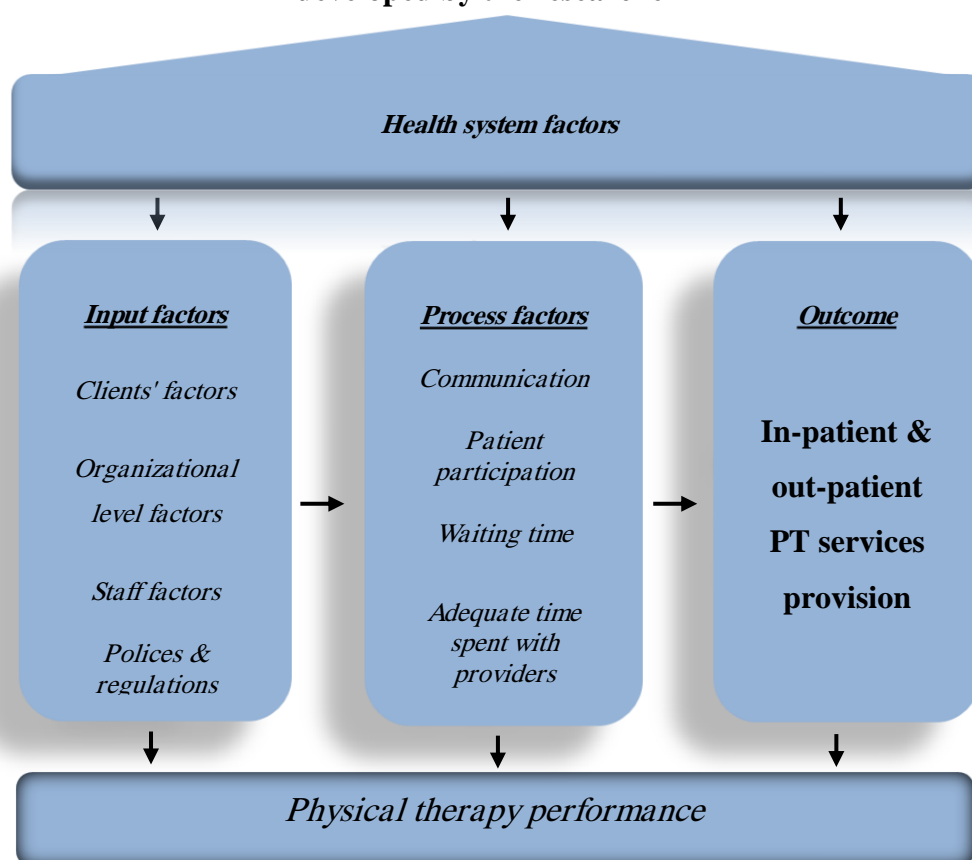 Health system factors
Input factors
Clients' factors
Organizational
level factors
Staff factors
Polices &
regulations
Process factors
Communication
Patient
participation
Waiting time
Adequate time
spent with
providers
Outcome
In-patient &
out-patient
PT services
provision
Physical therapy performance